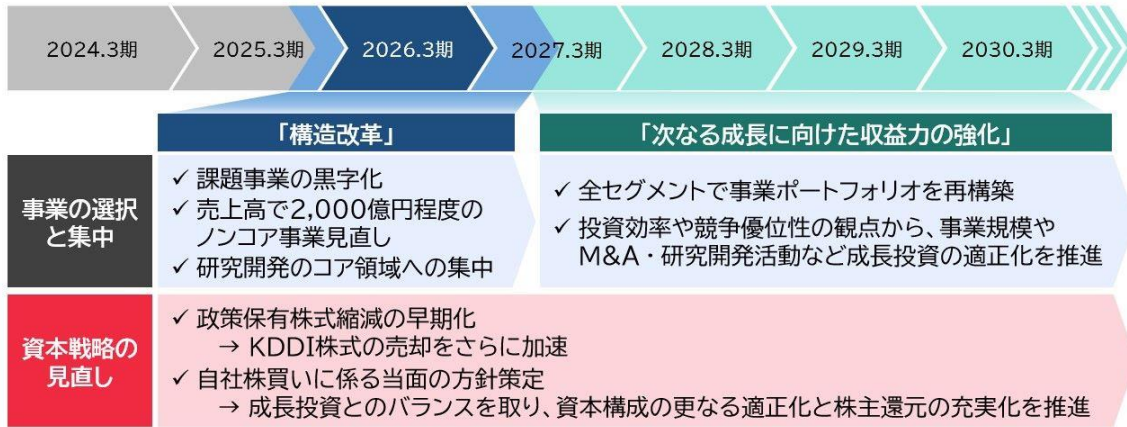 2024.3期
2025.3期
2026.3期
2027.3期
2028.3期
2029.3期
2030.3期
「構造改革」
「次なる成長に向けた収益力の強化」
事業の選択
と集中
✓ 課題事業の黒字化
✓ 売上高で2,000億円程度の
ノンコア事業見直し
✓ 研究開発のコア領域への集中
✓ 全セグメントで事業ポートフォリオを再構築
✓ 投資効率や競争優位性の観点から、事業規模や
M&A・研究開発活動など成長投資の適正化を推進
資本戦略の
見直し
✓ 政策保有株式縮減の早期化
→ KDDI株式の売却をさらに加速
✓ 自社株買いに係る当面の方針策定
→ 成長投資とのバランスを取り、資本構成の更なる適正化と株主還元の充実化を推進